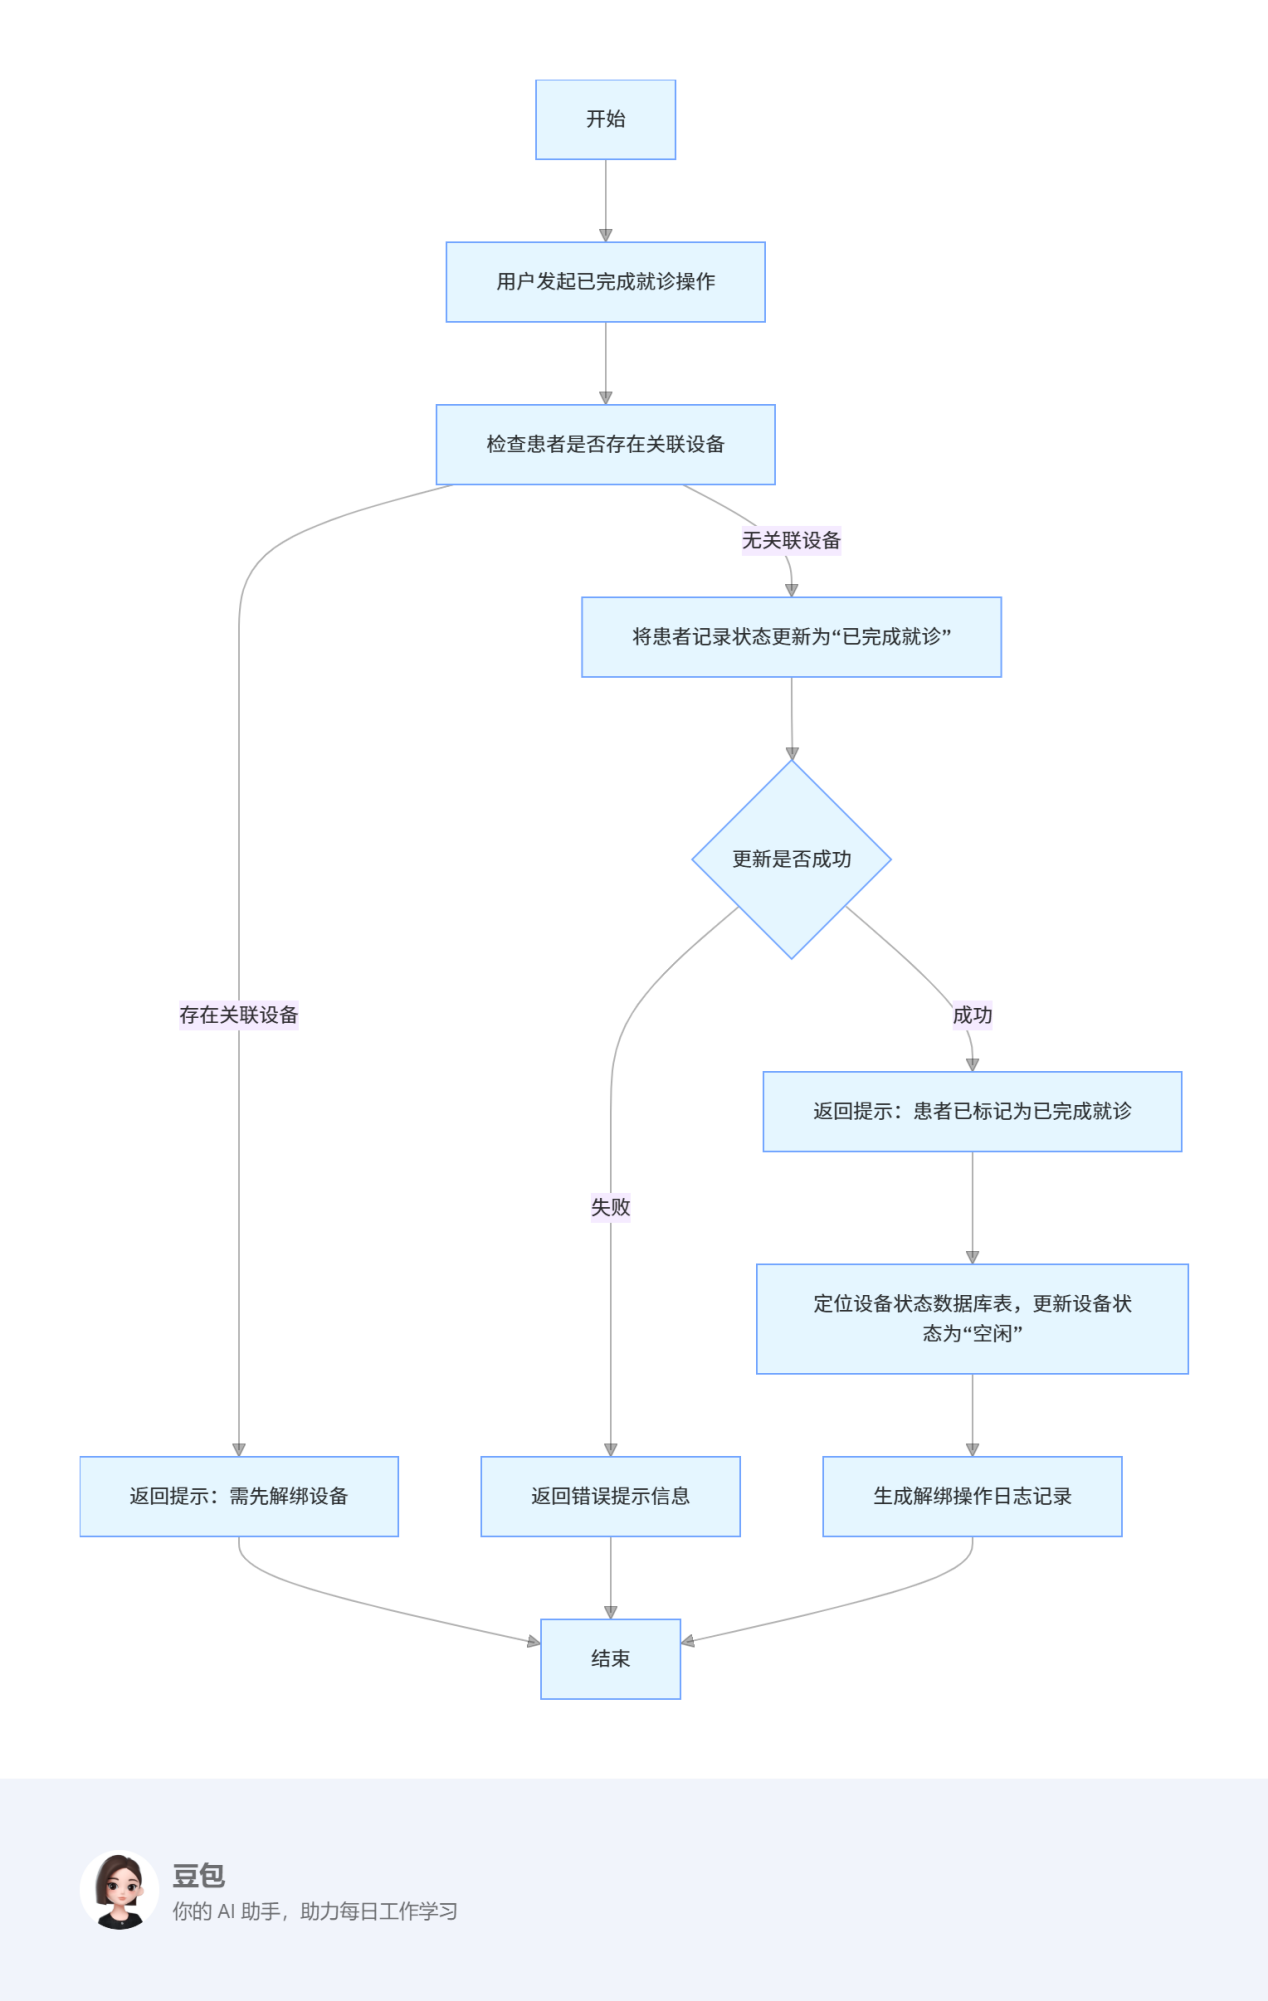 开始
用户发起已完成就诊操作
检查患者是否存在关联设备
无关联设备
将患者记录状态更新为“已完成就诊”
更新是否成功
存在关联设备
成功
返回提示：患者已标记为已完成就诊
失败
定位设备状态数据库表，更新设备状
态为“空闲”
返回提示：需先解绑设备
返回错误提示信息
生成解绑操作日志记录
结束
豆包
你的 AI 助手，助力每日工作学习